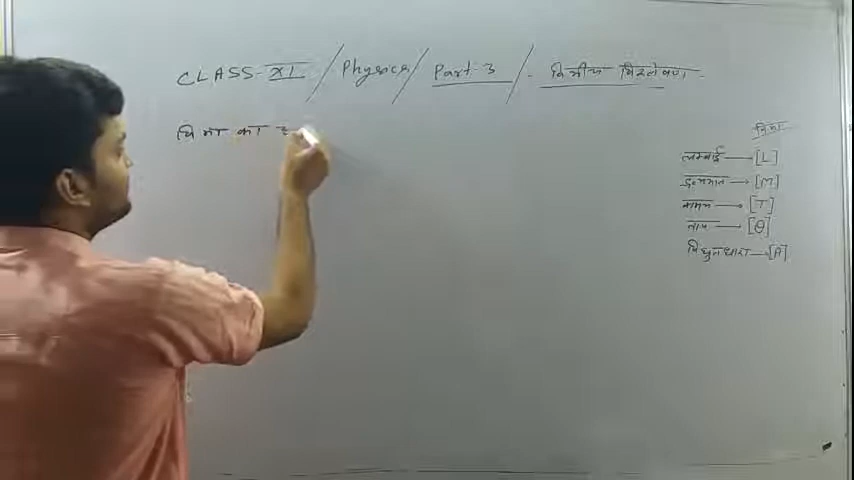 CLASS-XI / Physics / Part-3 / - विमीय विश्लेषण -
विमा का
विमा
लम्बाई → [L]
द्रव्यमान → [M]
समय → [T]
ताप → [θ]
विद्युतधारा → [A]